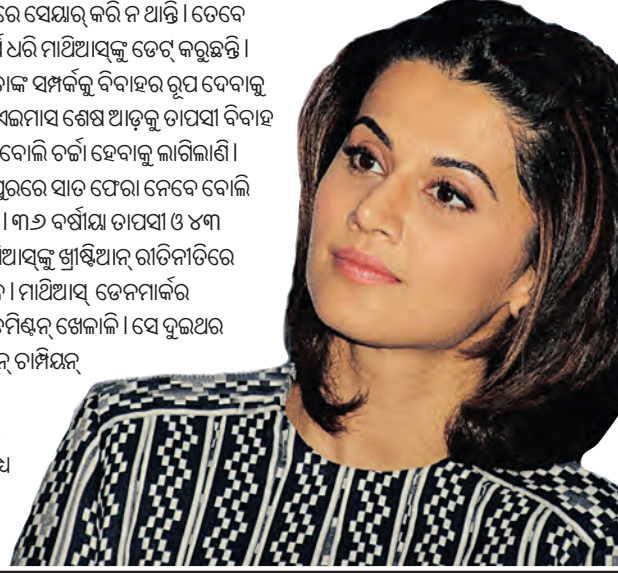 ରେ ସେୟାର୍ କରି ନ ଥାନ୍ତି । ତେବେ
ଧରି ମାଥିଆସ୍‌ଙ୍କୁ ଡେଟ୍ କରୁଛନ୍ତି ।
ତାଙ୍କ ସମ୍ପର୍କକୁ ବିବାହର ରୂପ ଦେବାକୁ
ଏଇମାସ ଶେଷ ଆଡ଼କୁ ତାପସୀ ବିବାହ
ବୋଲି ଚର୍ଚ୍ଚା ହେବାକୁ ଲାଗିଲାଣି ।
ପୁରରେ ସାତ ଫେରା ନେବେ ବୋଲି
। ୩୬ ବର୍ଷୀୟା ତାପସୀ ଓ ୪୩
ଥିଆସ୍‌ଙ୍କୁ ଖ୍ରୀଷ୍ଟିଆନ୍ ରୀତିନୀତିରେ
। ମାଥିଆସ୍ ଡେନମାର୍କର
ଡମିଣ୍ଟନ୍ ଖେଳାଳି । ସେ ଦୁଇଥର
ନ୍ ଚାମ୍ପିୟନ୍